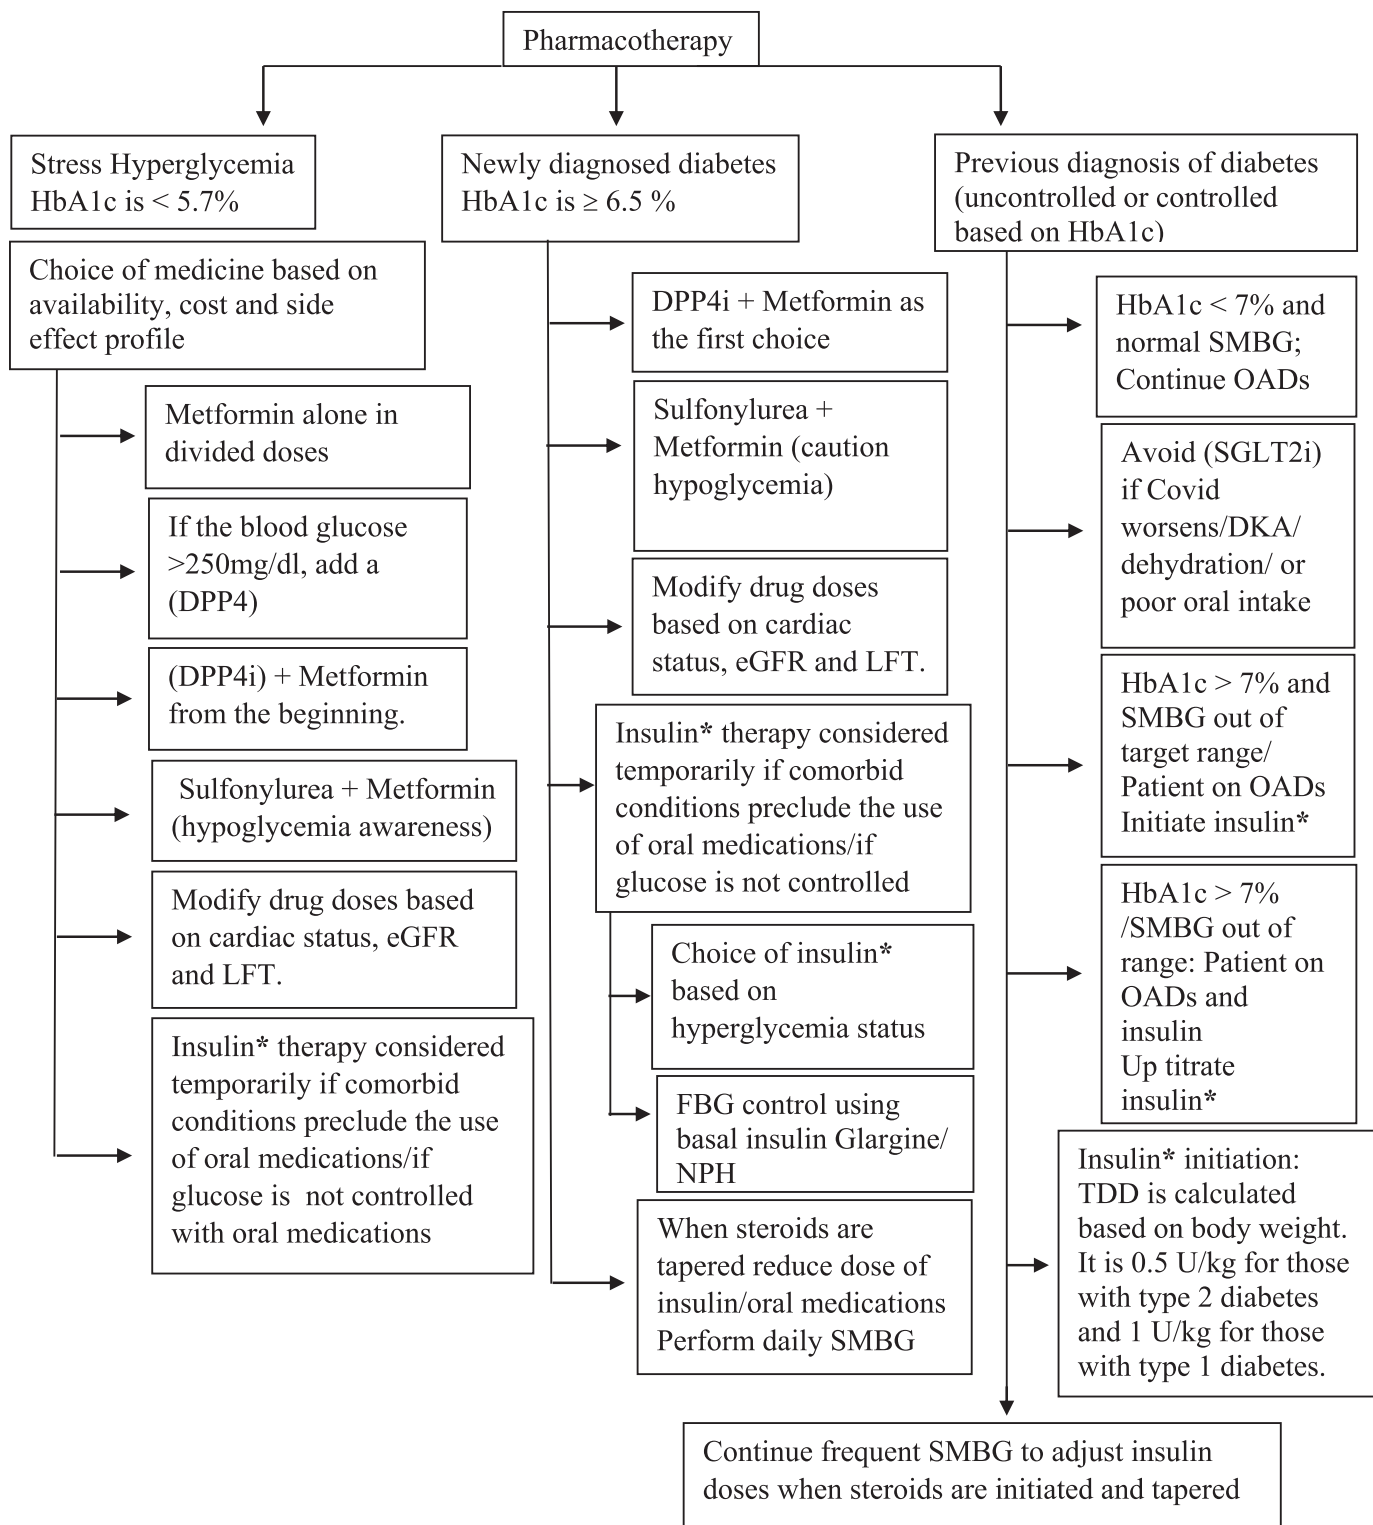 Pharmacotherapy
Stress Hyperglycemia
HbA1c is < 5.7%
Choice of medicine based on
availability, cost and side
effect profile
Metformin alone in
divided doses
If the blood glucose
>250mg/dl, add a
(DPP4)
(DPP4i) + Metformin
from the beginning.
Sulfonylurea + Metformin
(hypoglycemia awareness)
Modify drug doses based
on cardiac status, eGFR
and LFT.
Insulin* therapy considered
temporarily if comorbid
conditions preclude the use
of oral medications/if
glucose is not controlled
with oral medications
Newly diagnosed diabetes
HbA1c is ≥ 6.5 %
DPP4i + Metformin as
the first choice
Sulfonylurea +
Metformin (caution
hypoglycemia)
Modify drug doses
based on cardiac
status, eGFR and LFT.
Insulin* therapy considered
temporarily if comorbid
conditions preclude the use
of oral medications/if
glucose is not controlled
Choice of insulin*
based on
hyperglycemia status
FBG control using
basal insulin Glargine/
NPH
When steroids are
tapered reduce dose of
insulin/oral medications
Perform daily SMBG
Previous diagnosis of diabetes
(uncontrolled or controlled
based on HbA1c)
HbA1c < 7% and
normal SMBG;
Continue OADs
Avoid (SGLT2i)
if Covid
worsens/DKA/
dehydration/ or
poor oral intake
HbA1c > 7% and
SMBG out of
target range/
Patient on OADs
Initiate insulin*
HbA1c > 7%
/SMBG out of
range: Patient on
OADs and
insulin
Up titrate
insulin*
Insulin* initiation:
TDD is calculated
based on body weight.
It is 0.5 U/kg for those
with type 2 diabetes
and 1 U/kg for those
with type 1 diabetes.
Continue frequent SMBG to adjust insulin
doses when steroids are initiated and tapered